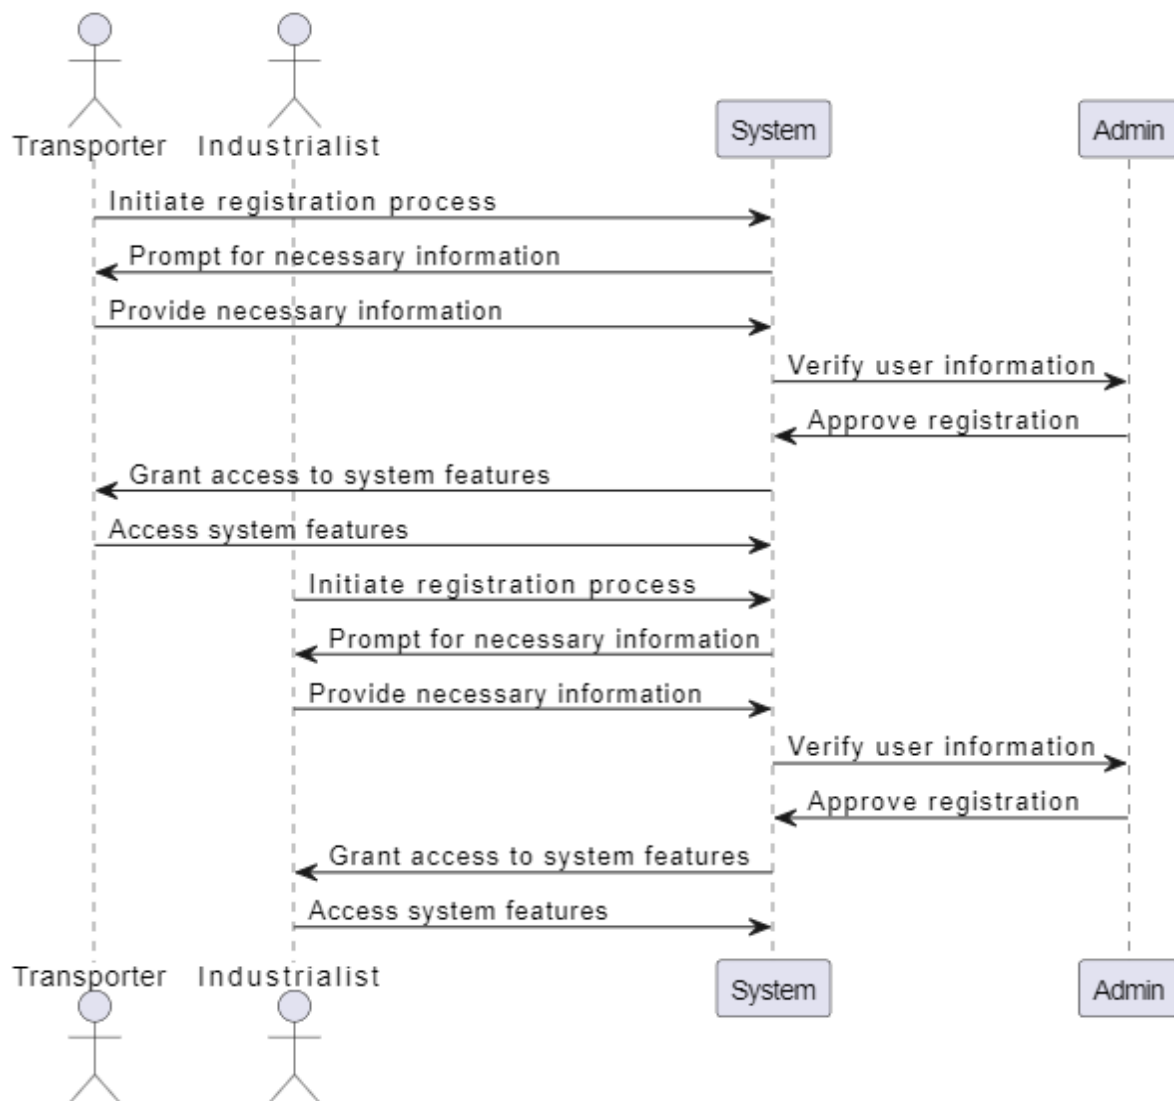 Transporter
Industrialist
System
Admin
Initiate registration process
Prompt for necessary information
Provide necessary information
Verify user information
Approve registration
Grant access to system features
Access system features
Initiate registration process
Prompt for necessary information
Provide necessary information
Verify user information
Approve registration
Grant access to system features
Access system features
Transporter
Industrialist
System
Admin